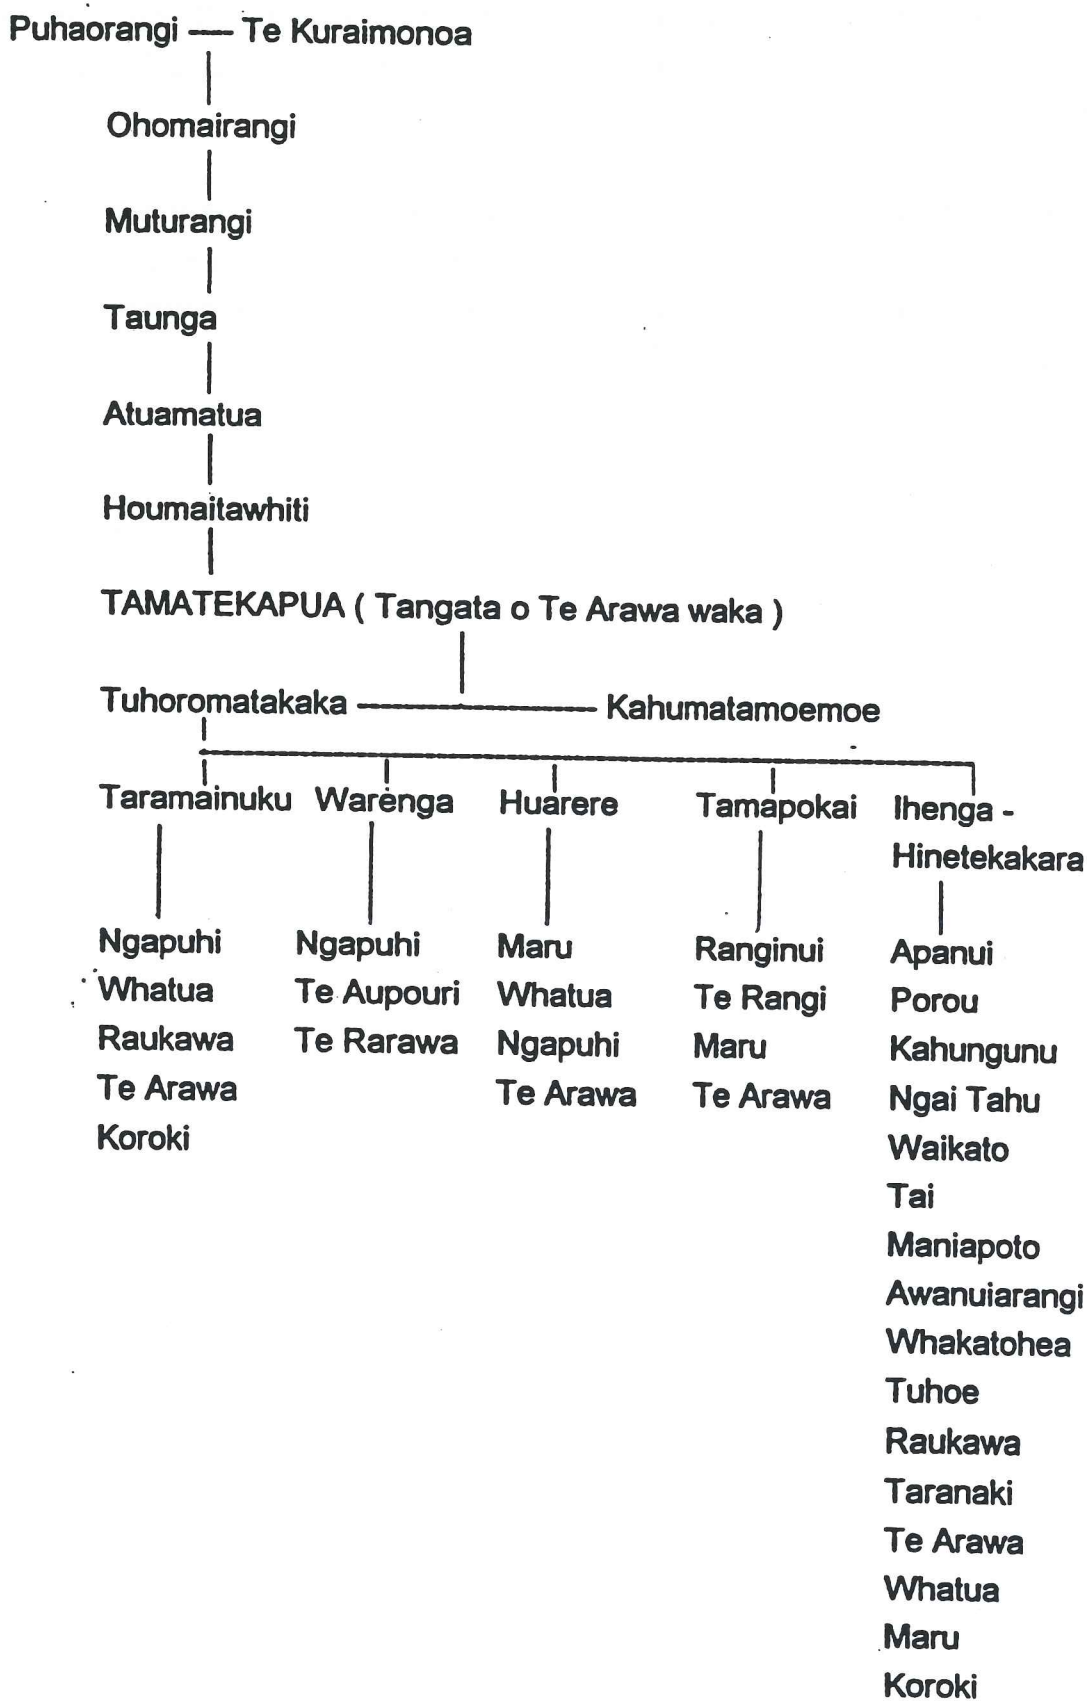 Puhaorangi — Te Kuraimonoa
Ohomairangi
Muturangi
Taunga
Atuamatua
Houmaitawhiti
TAMATEKAPUA ( Tangata o Te Arawa waka )
Tuhoromatakaka Kahumatamoemoe
Taramainuku Warenga Huarere Tamapokai Ihenga -
Hinetekakara
Ngapuhi Ngapuhi Maru Ranginui Apanui
Whatua Te Aupouri Whatua Te Rangi Porou
Raukawa Te Rarawa Ngapuhi Maru Kahungunu
Te Arawa Te Arawa Te Arawa Ngai Tahu
Koroki Waikato
Tai
Maniapoto
Awanuiarangi
Whakatohea
Tuhoe
Raukawa
Taranaki
Te Arawa
Whatua
Maru
Koroki